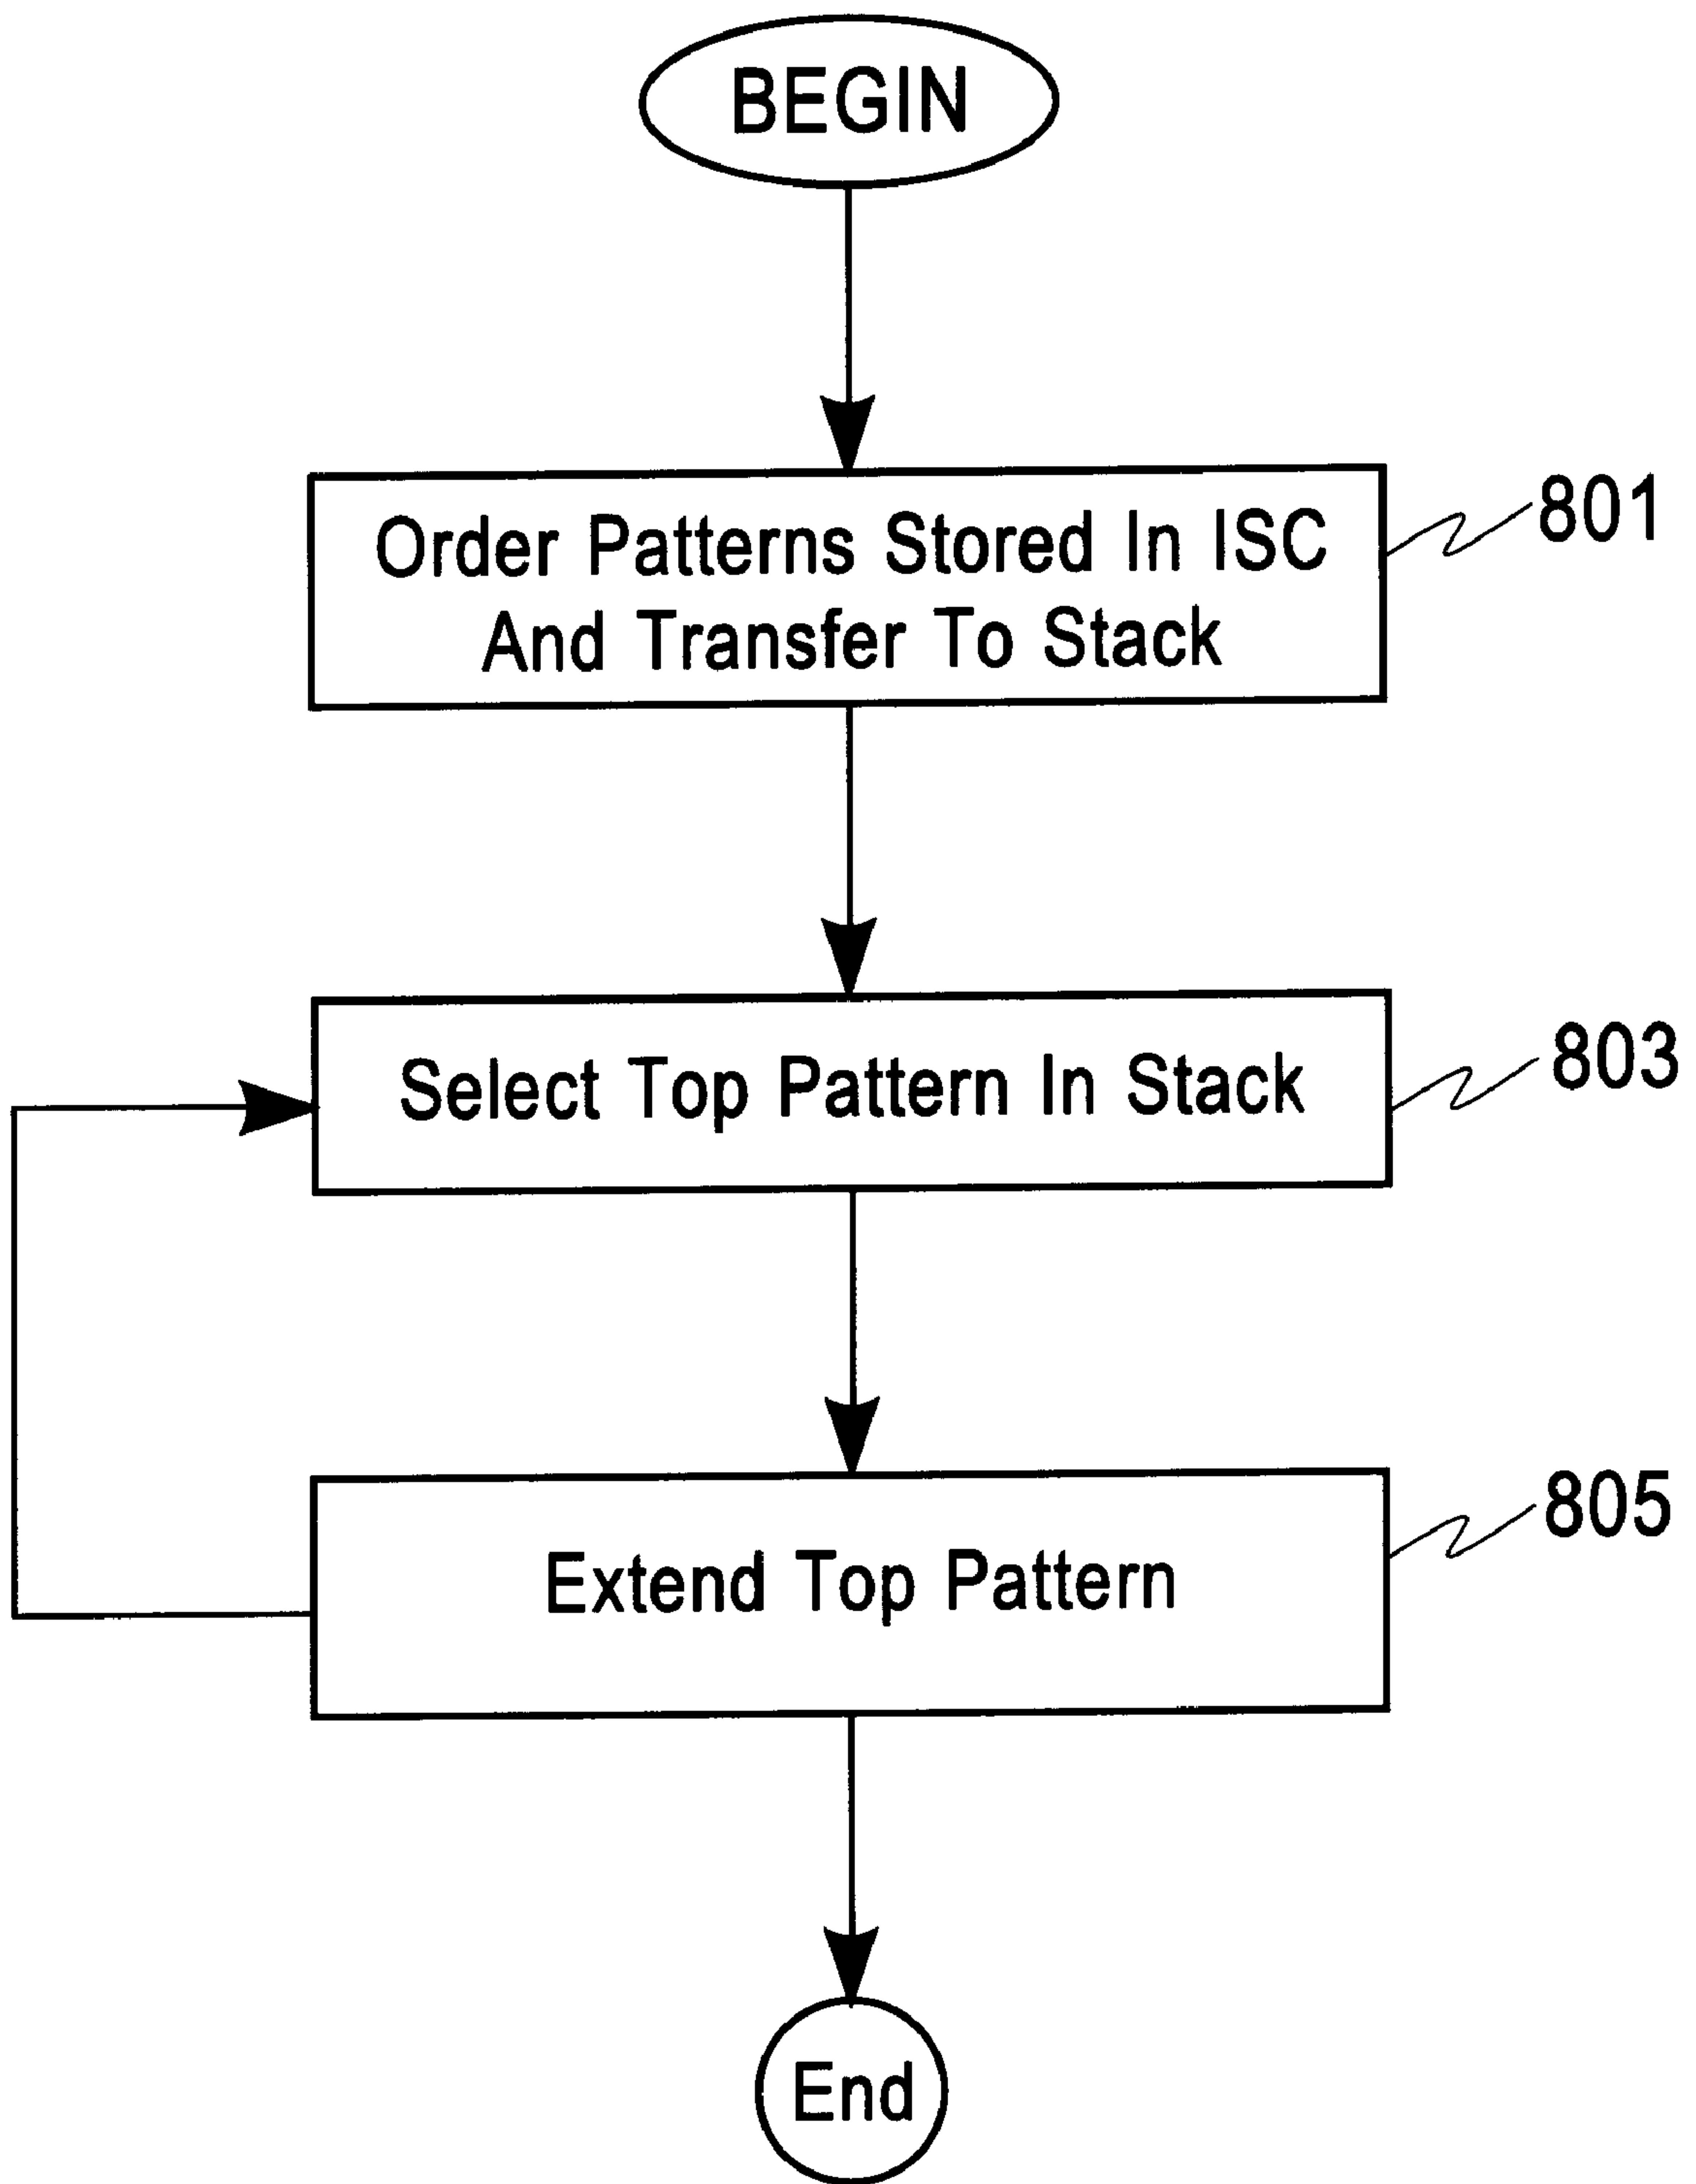 BEGIN
Order Patterns Stored In ISC
And Transfer To Stack
801
Select Top Pattern In Stack
803
Extend Top Pattern
805
End